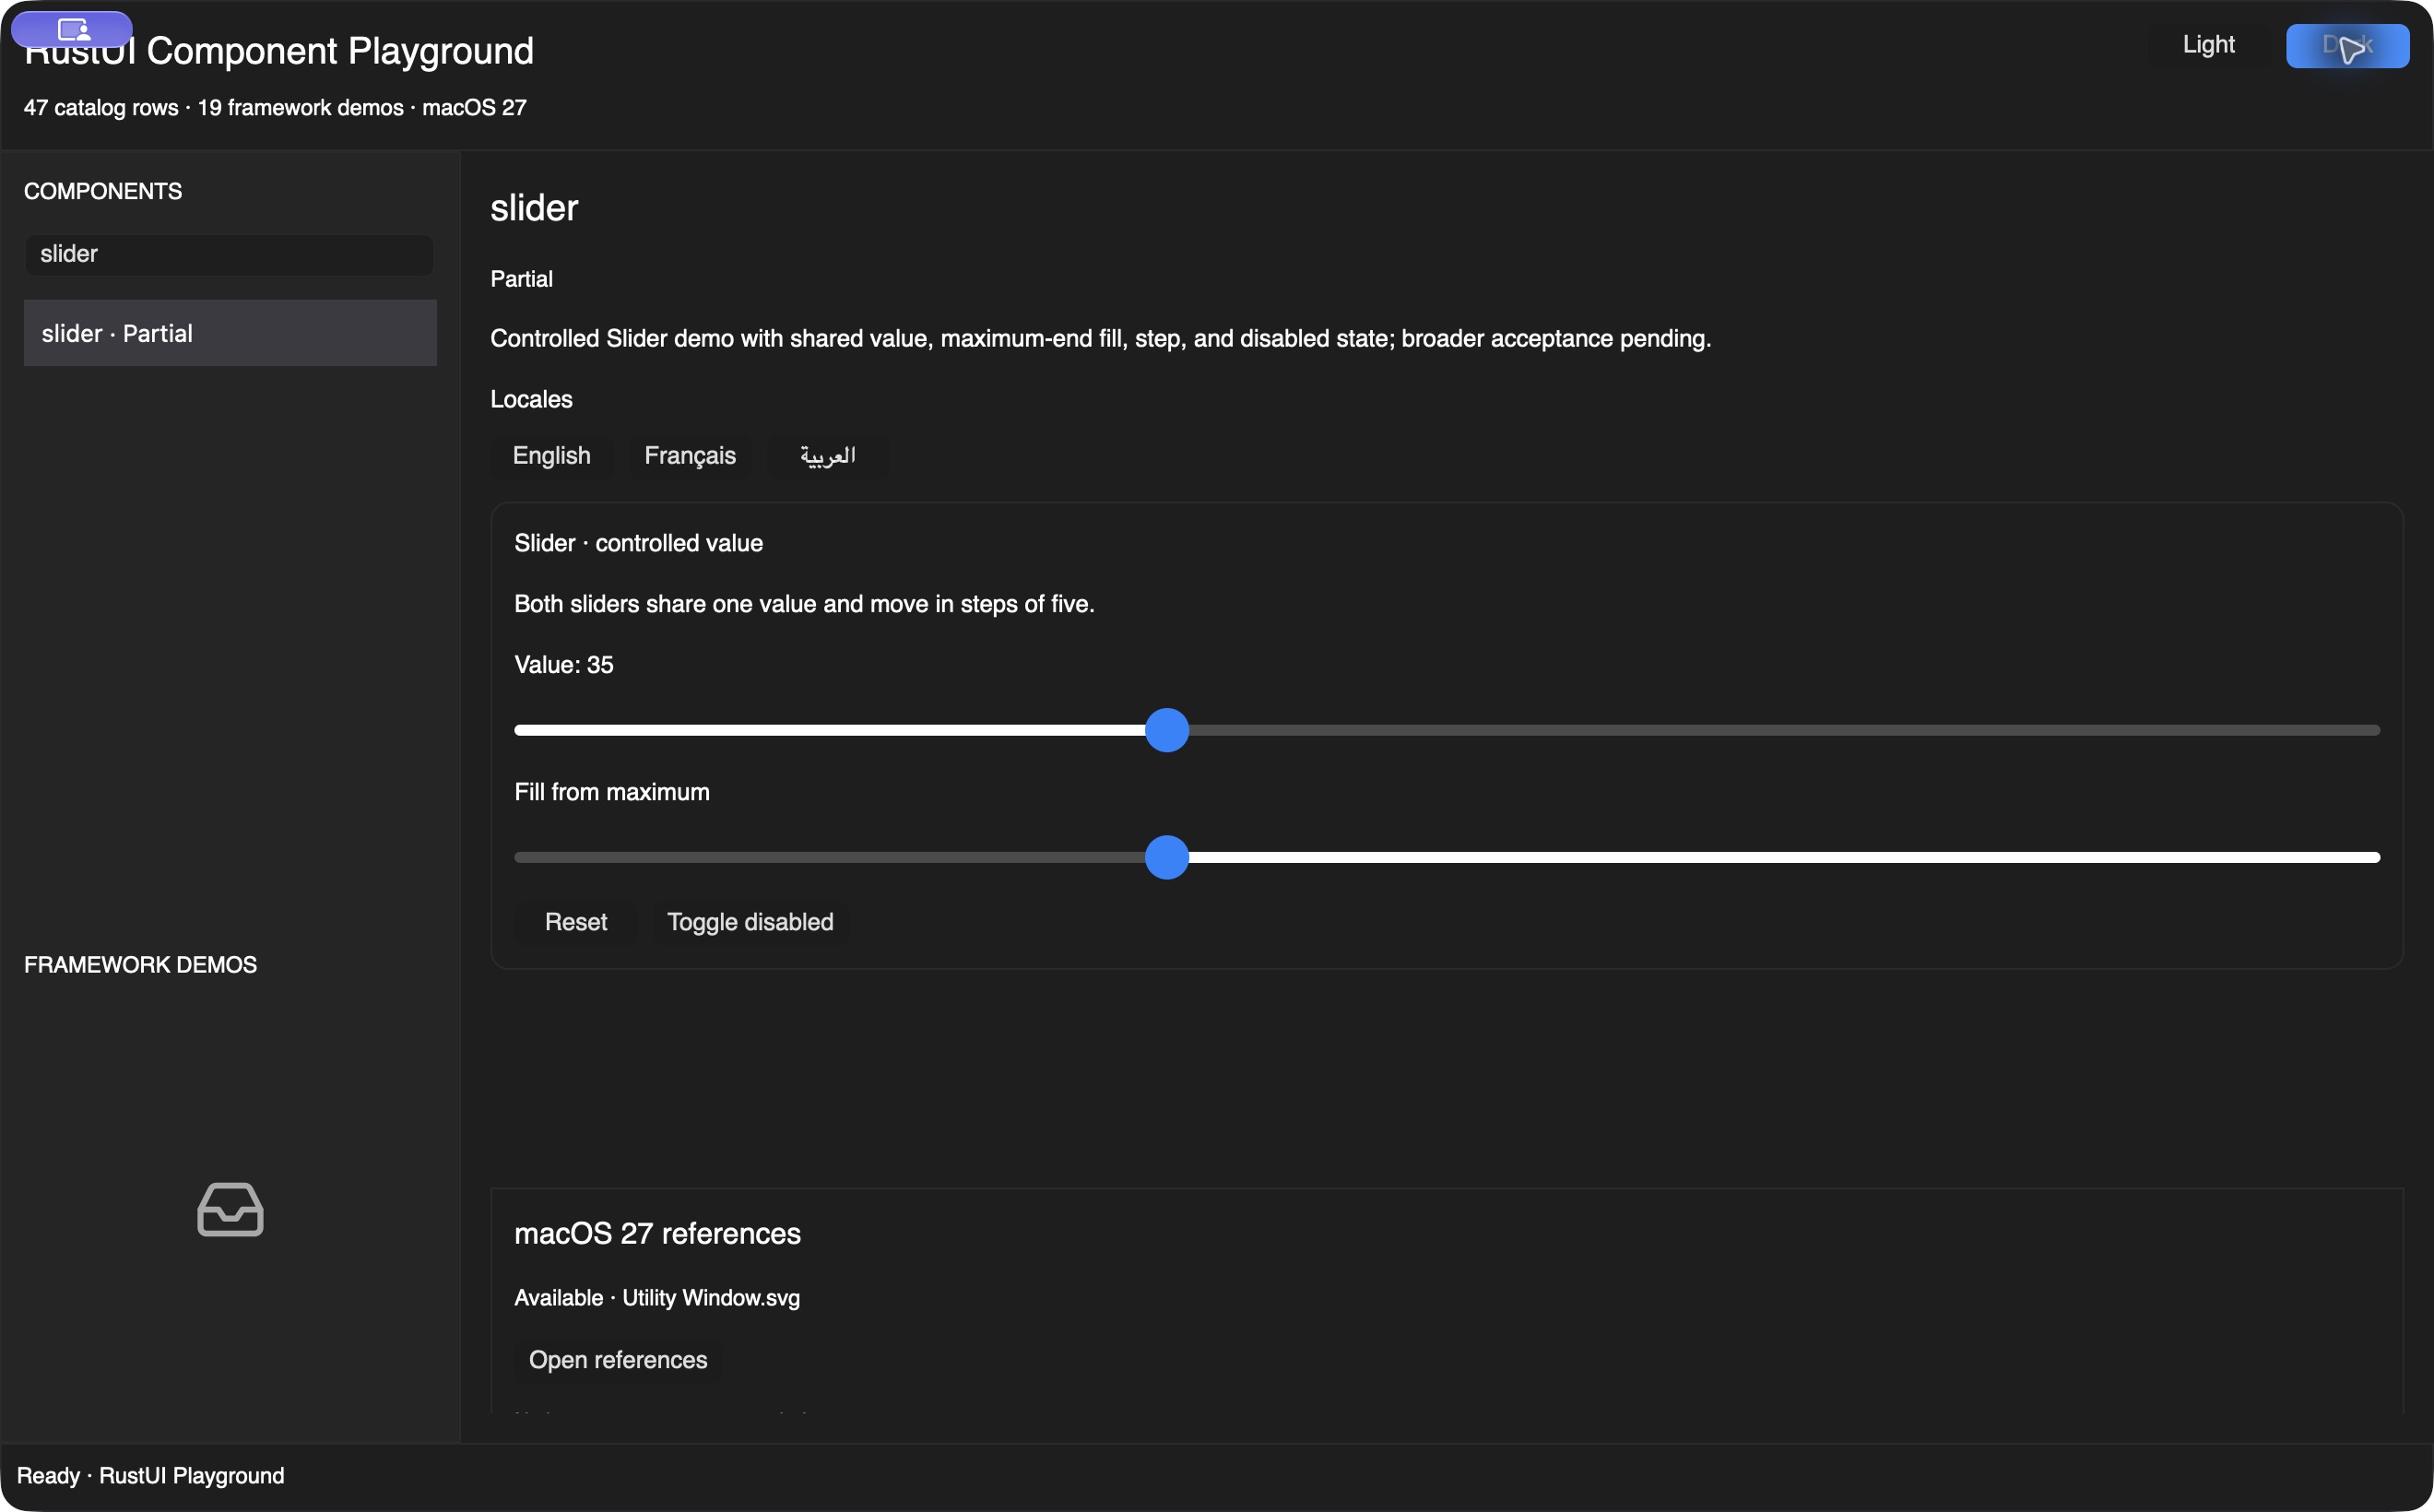 RustUI Component Playground
Light
Dark
47 catalog rows · 19 framework demos · macOS 27
COMPONENTS
slider
slider · Partial
FRAMEWORK DEMOS
slider
Partial
Controlled Slider demo with shared value, maximum-end fill, step, and disabled state; broader acceptance pending.
Locales
English
Français
العربية
Slider · controlled value
Both sliders share one value and move in steps of five.
Value: 35
Fill from maximum
Reset
Toggle disabled
macOS 27 references
Available · Utility Window.svg
Open references
Ready · RustUI Playground